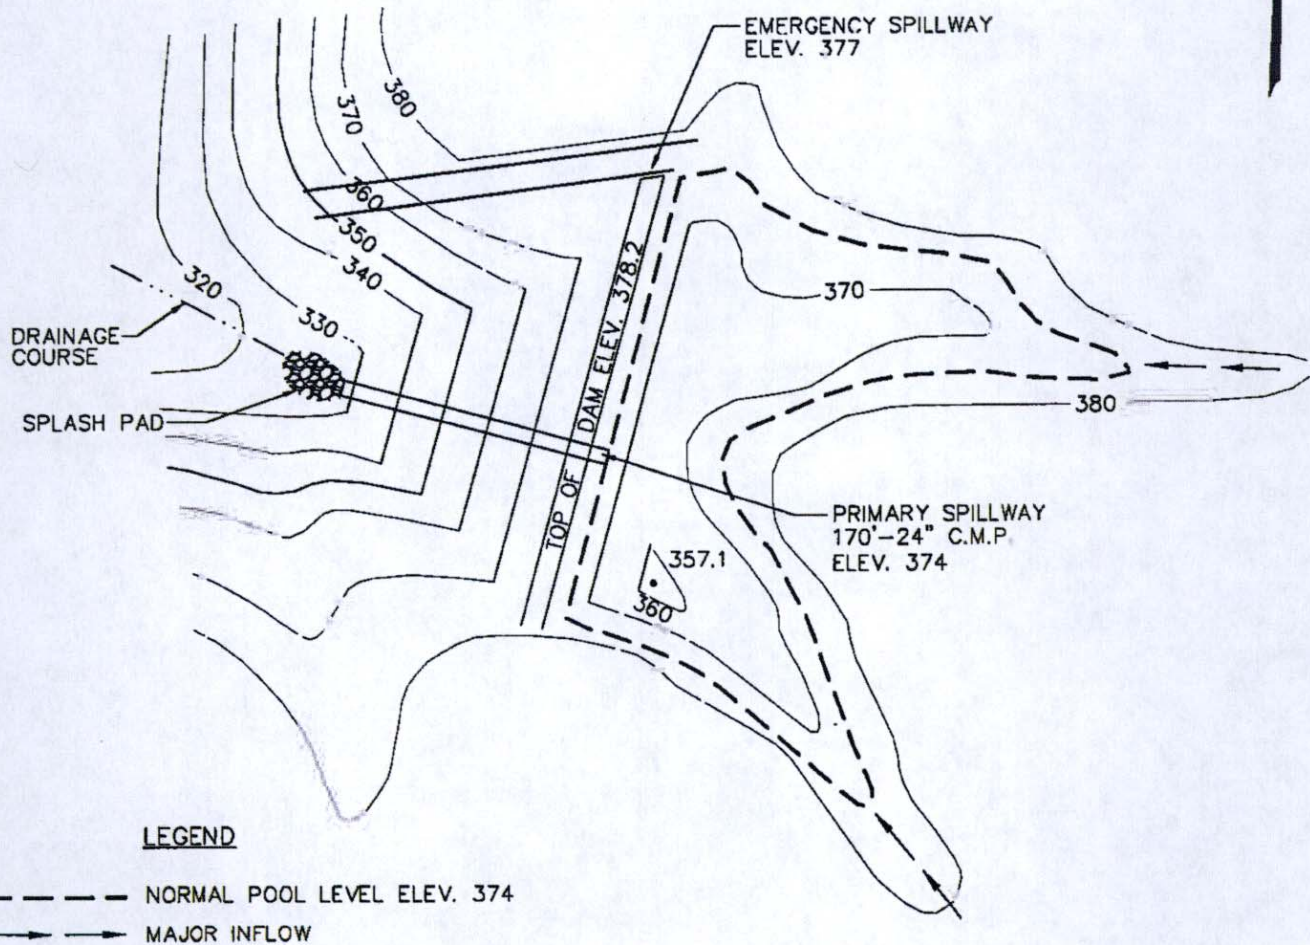 EMERGENCY SPILLWAY
ELEV. 377
380
370
360
350
340
320
330
DRAINAGE
COURSE
SPLASH PAD
TOP OF DAM ELEV. 378.2
370
380
PRIMARY SPILLWAY
170'-24" C.M.P.
ELEV. 374
357.1
360
LEGEND
NORMAL POOL LEVEL ELEV. 374
MAJOR INFLOW